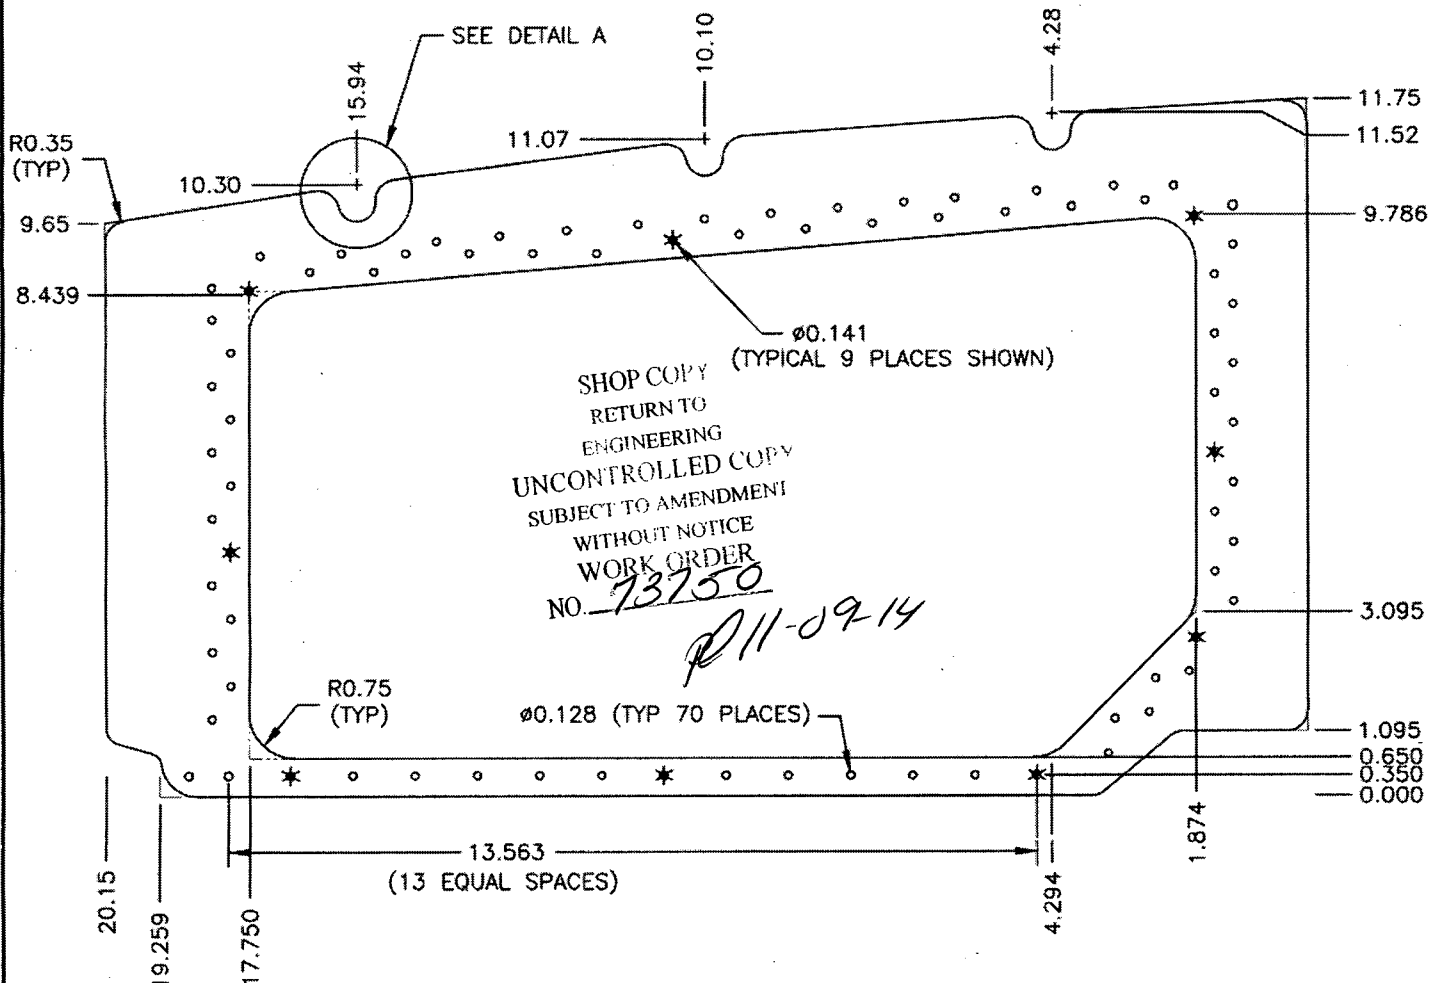 SEE DETAIL A
15.94
10.10
4.28
11.75
11.52
R0.35
(TYP)
11.07
10.30
9.65
9.786
8.439
ø0.141
(TYPICAL 9 PLACES SHOWN)
SHOP COPY
RETURN TO
ENGINEERING
UNCONTROLLED COPY
SUBJECT TO AMENDMENT
WITHOUT NOTICE
WORK ORDER
NO. 73750
11-09-14
3.095
R0.75
(TYP)
ø0.128 (TYP 70 PLACES)
1.095
0.650
0.350
0.000
13.563
(13 EQUAL SPACES)
20.15
19.259
17.750
4.294
1.874